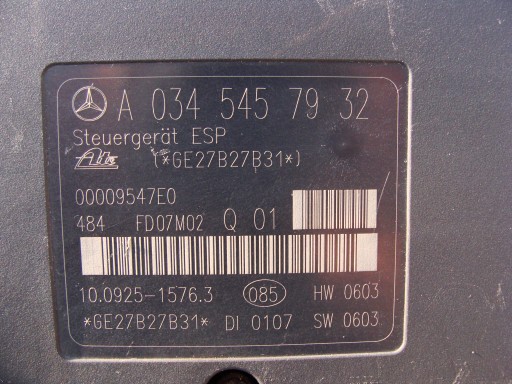 A 034 545 79 32
Steuergerät ESP
Ate (*GE27B27B31*)
00009547E0
484 FD07M02 Q 01
10.0925-1576.3 085 HW 0603
*GE27B27B31* DI 0107 SW 0603